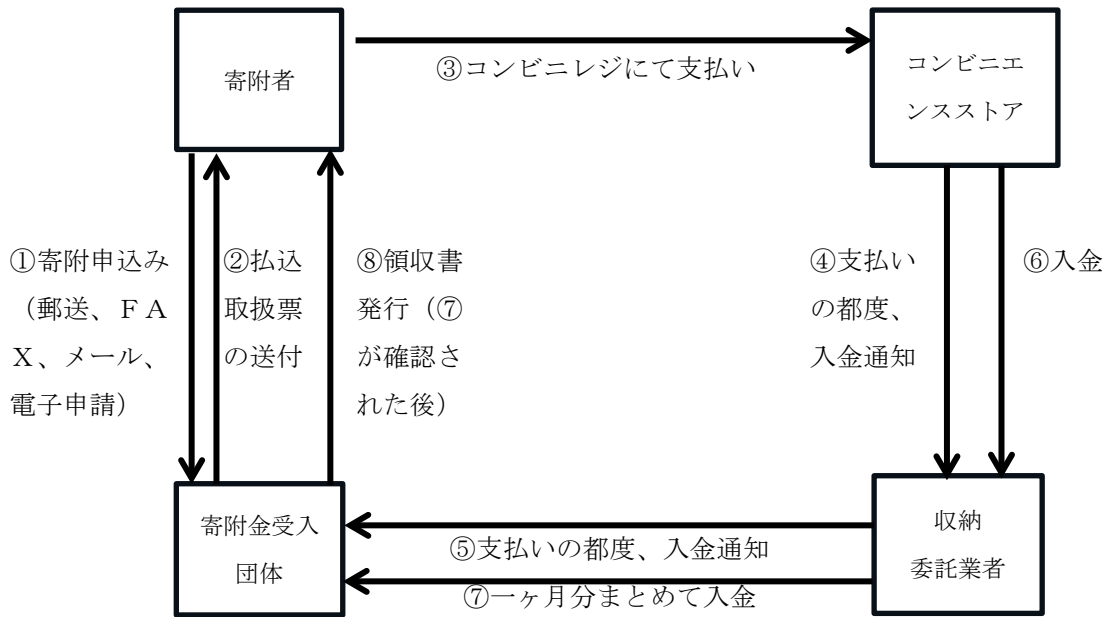 寄附者
③コンビニレジにて支払い
コンビニエ
ンスストア
①寄附申込み
(郵送、ＦＡ
Ｘ、メール、
電子申請)
②払込
取扱票
の送付
⑧領収書
発行（⑦
が確認さ
れた後）
④支払い
の都度、
入金通知
⑥入金
寄附金受入
団体
⑤支払いの都度、入金通知
⑦一ヶ月分まとめて入金
収納
委託業者